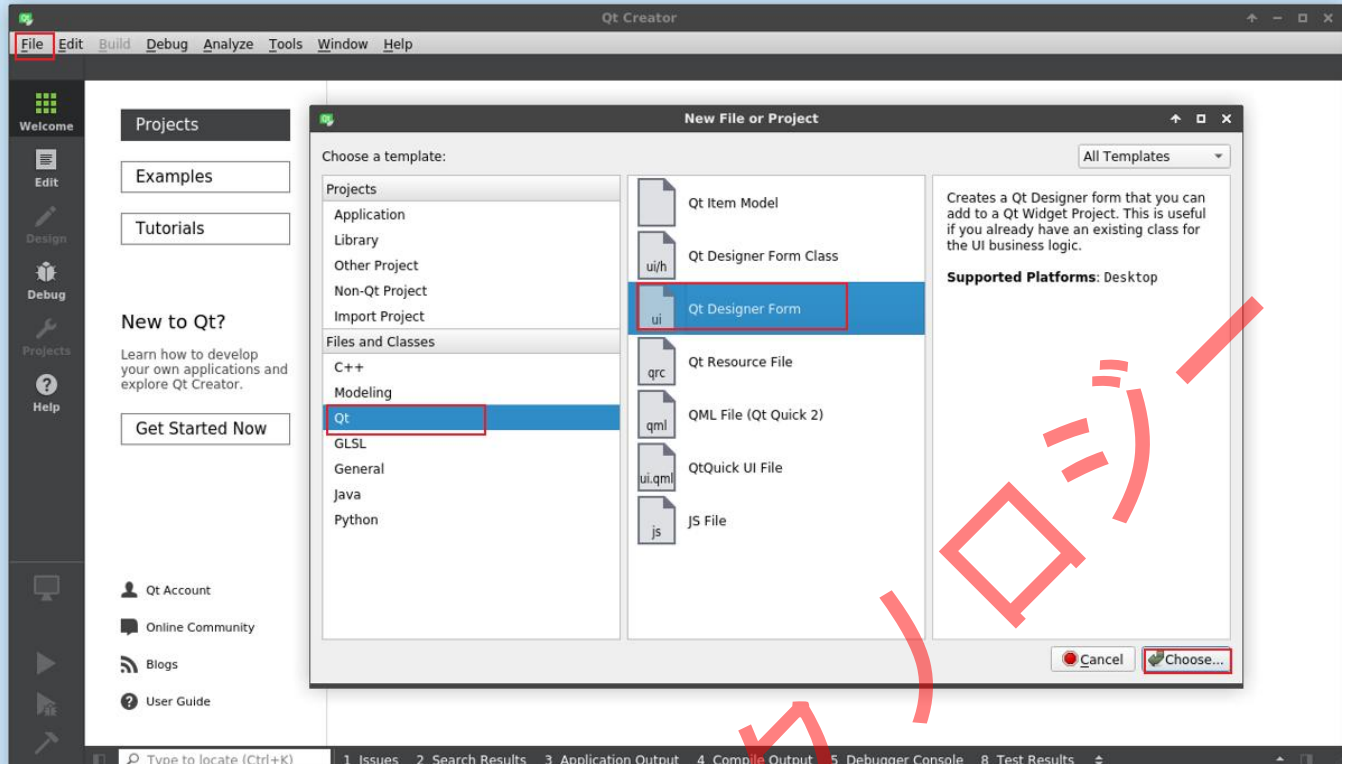 Qt Creator
File Edit Build Debug Analyze Tools Window Help
Welcome
Edit
Design
Debug
Projects
Help
Projects
Examples
Tutorials
New to Qt?
Learn how to develop
your own applications and
explore Qt Creator.
Get Started Now
Qt Account
Online Community
Blogs
User Guide
New File or Project
Choose a template:
All Templates
Projects
Application
Library
Other Project
Non-Qt Project
Import Project
Files and Classes
C++
Modeling
Qt
GLSL
General
Java
Python
Qt Item Model
ui/h Qt Designer Form Class
ui Qt Designer Form
qrc Qt Resource File
qml QML File (Qt Quick 2)
ui.qml QtQuick UI File
js JS File
Creates a Qt Designer form that you can
add to a Qt Widget Project. This is useful
if you already have an existing class for
the UI business logic.
Supported Platforms: Desktop
Cancel Choose...
Type to locate (Ctrl+K) 1 Issues 2 Search Results 3 Application Output 4 Compile Output 5 Debugger Console 8 Test Results
クノロジー